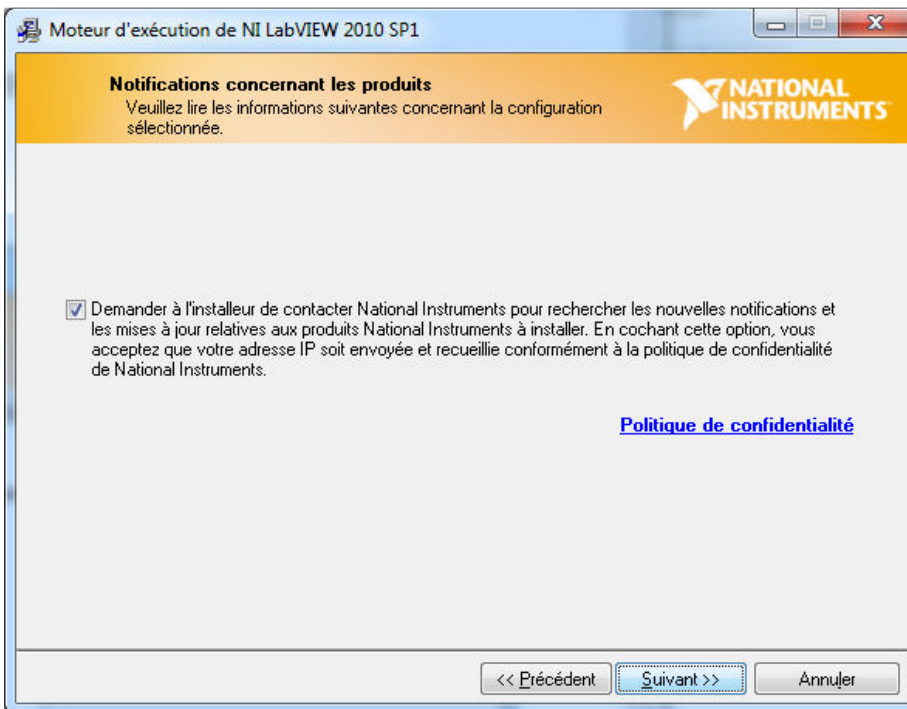 Moteur d'exécution de NI LabVIEW 2010 SP1
Notifications concernant les produits
Veuillez lire les informations suivantes concernant la configuration
sélectionnée.
NATIONAL
INSTRUMENTS
Demander à l'installeur de contacter National Instruments pour rechercher les nouvelles notifications et
les mises à jour relatives aux produits National Instruments à installer. En cochant cette option, vous
acceptez que votre adresse IP soit envoyée et recueillie conformément à la politique de confidentialité
de National Instruments.
Politique de confidentialité
<< Précédent
Suivant >>
Annuler